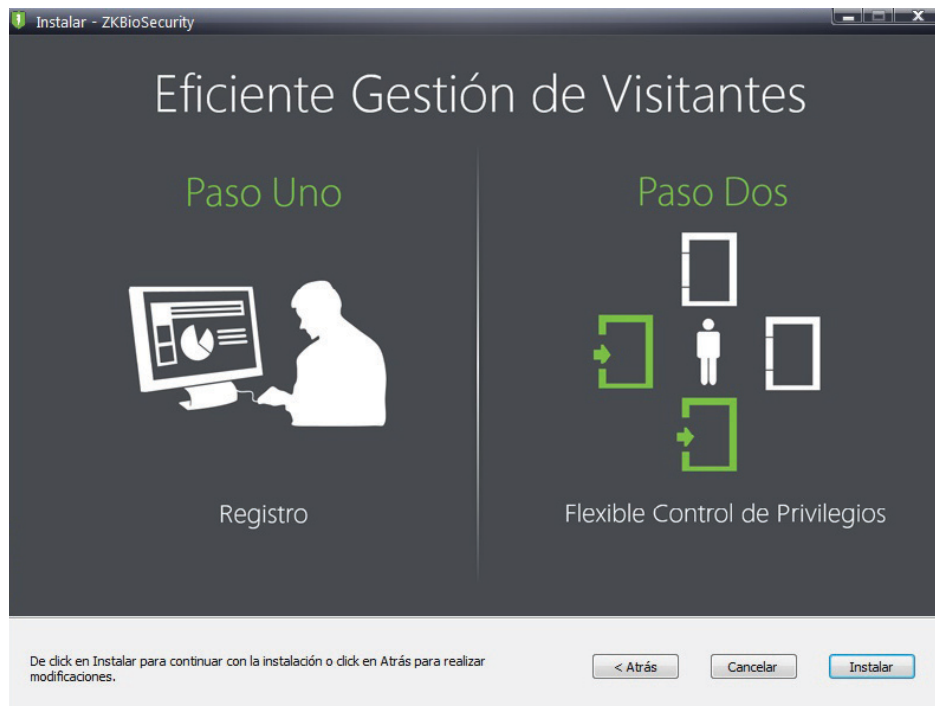 Instalar - ZKBioSecurity
Eficiente Gestión de Visitantes
Paso Uno
Paso Dos
Registro
Flexible Control de Privilegios
De click en Instalar para continuar con la instalación o click en Atrás para realizar
modificaciones.
< Atrás
Cancelar
Instalar